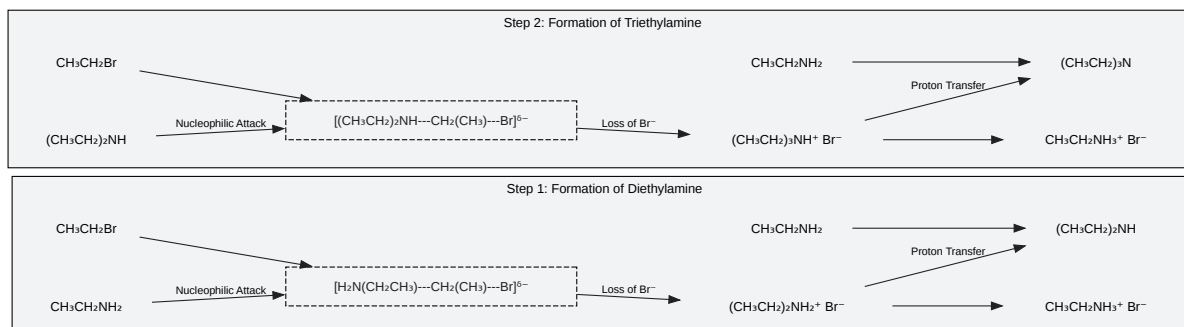 Step 2: Formation of Triethylamine
CH₃CH₂Br
CH₃CH₂NH₂
(CH₃CH₂)₃N
Proton Transfer
Nucleophilic Attack
[(CH₃CH₂)₂NH---CH₂(CH₃)---Br]ᵟ⁻
Loss of Br⁻
(CH₃CH₂)₂NH
(CH₃CH₂)₃NH⁺ Br⁻
CH₃CH₂NH₃⁺ Br⁻
Step 1: Formation of Diethylamine
CH₃CH₂Br
CH₃CH₂NH₂
(CH₃CH₂)₂NH
Proton Transfer
Nucleophilic Attack
[H₂N(CH₂CH₃)---CH₂(CH₃)---Br]ᵟ⁻
Loss of Br⁻
CH₃CH₂NH₂
(CH₃CH₂)₂NH₂⁺ Br⁻
CH₃CH₂NH₃⁺ Br⁻